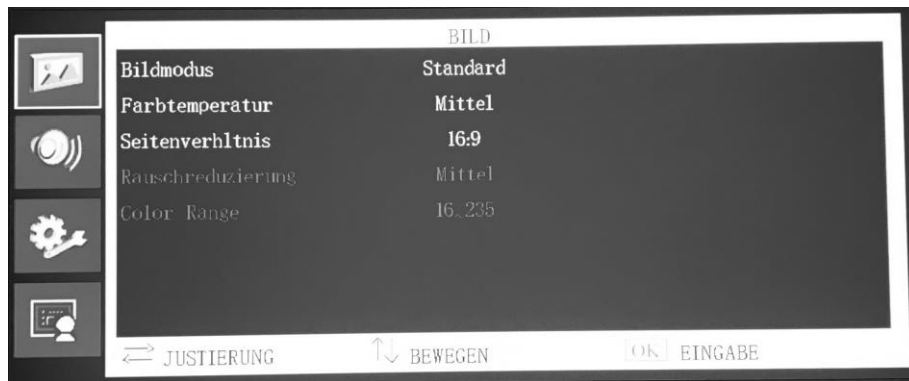 BILD
Bildmodus Standard
Farbtemperatur Mittel
Seitenverhltnis 16:9
Rauschreduzierung Mittel
Color Range 16~235
JUSTIERUNG BEWEGEN OK EINGABE